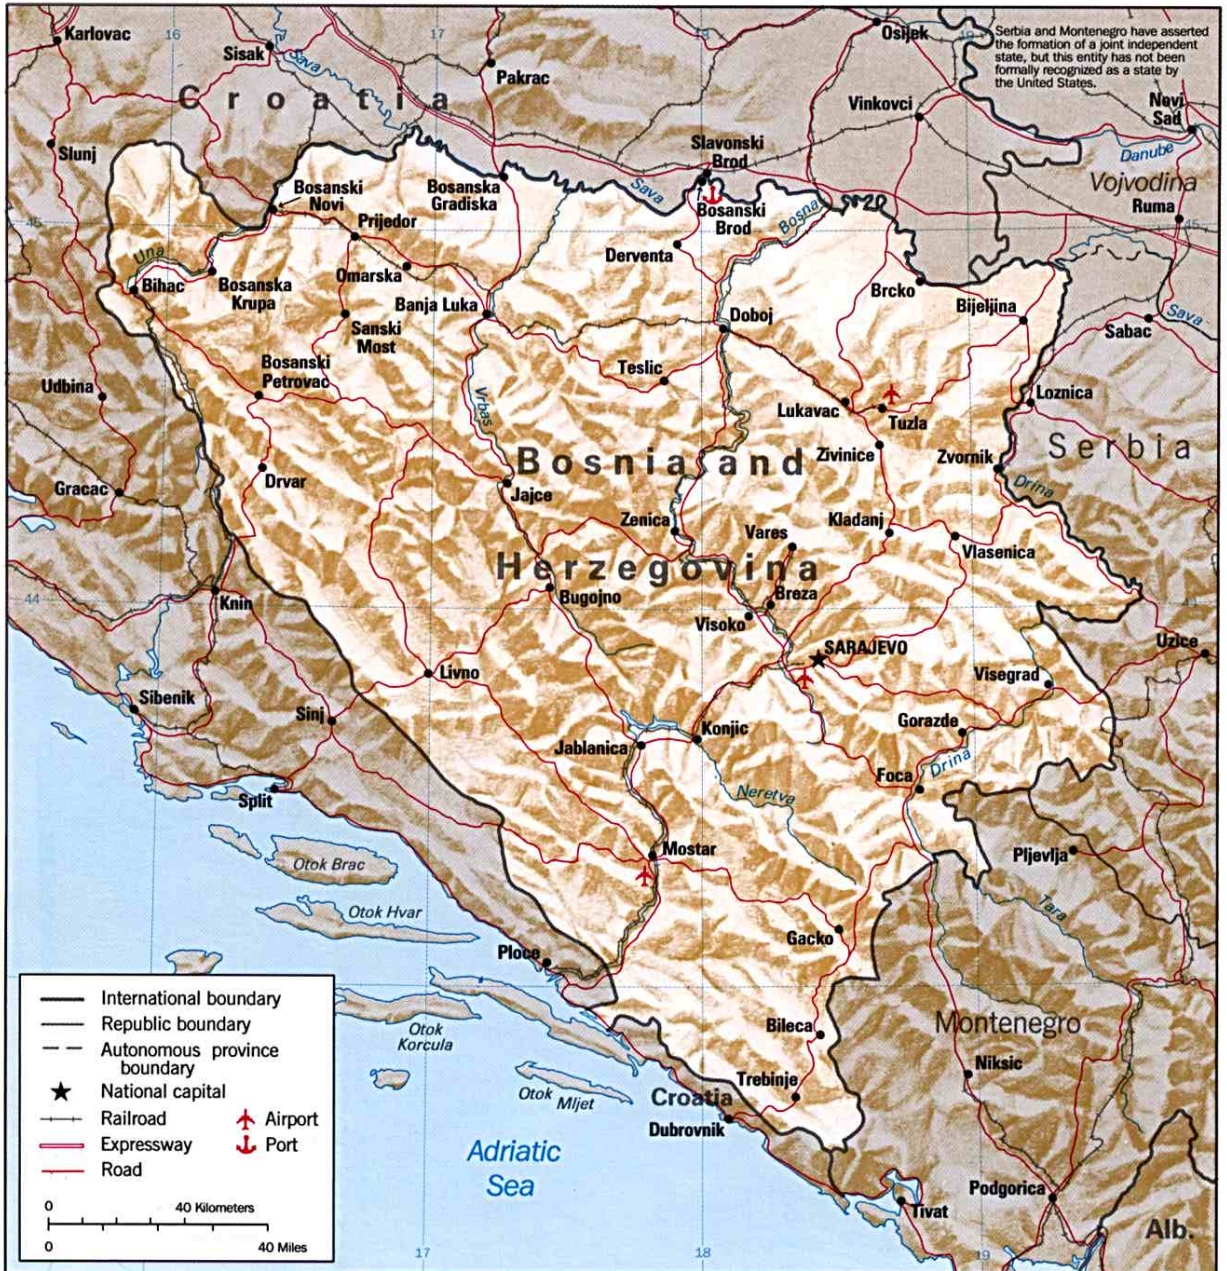 Karlovac
16
17
18
Osijek
19
Serbia and Montenegro have asserted
the formation of a joint independent
state, but this entity has not been
formally recognized as a state by
the United States.
Sisak
Sava
Pakrac
Croatia
Vinkovci
Novi
Sad
Danube
Slunj
Slavonski
Brod
Vojvodina
Bosanski
Novi
Bosanska
Gradiska
Sava
Bosanski
Brod
Bosna
Ruma
45
45
Prijedor
Derventa
Una
Bihac
Bosanska
Krupa
Omarska
Banja Luka
Brcko
Bijeljina
Sava
Sabac
Sanski
Most
Doboj
Bosanski
Petrovac
Teslic
Udbina
Vrbas
Lukavac
Tuzla
Loznica
Serbia
Bosnia and
Zivinice
Zvornik
Drina
Gracac
Drvar
Jajce
Zenica
Vares
Kladanj
Vlasenica
Herzegovina
44
Knin
Bugojno
Breza
Visoko
44
Uzice
SARAJEVO
Livno
Visegrad
Sibenik
Sinj
Konjic
Gorazde
Jablanica
Drina
Foca
Split
Neretva
Mostar
Pljevlja
Otok Brac
Otok Hvar
Tara
Gacko
Ploce
International boundary
Republic boundary
Autonomous province
boundary
National capital
Railroad
Airport
Expressway
Port
Road
0
40 Kilometers
0
40 Miles
Otok
Korcula
Bileca
Montenegro
Niksic
Trebinje
Otok
Mljet
Croatia
Dubrovnik
Adriatic
Sea
Podgorica
Tivat
Alb.
17
18
19